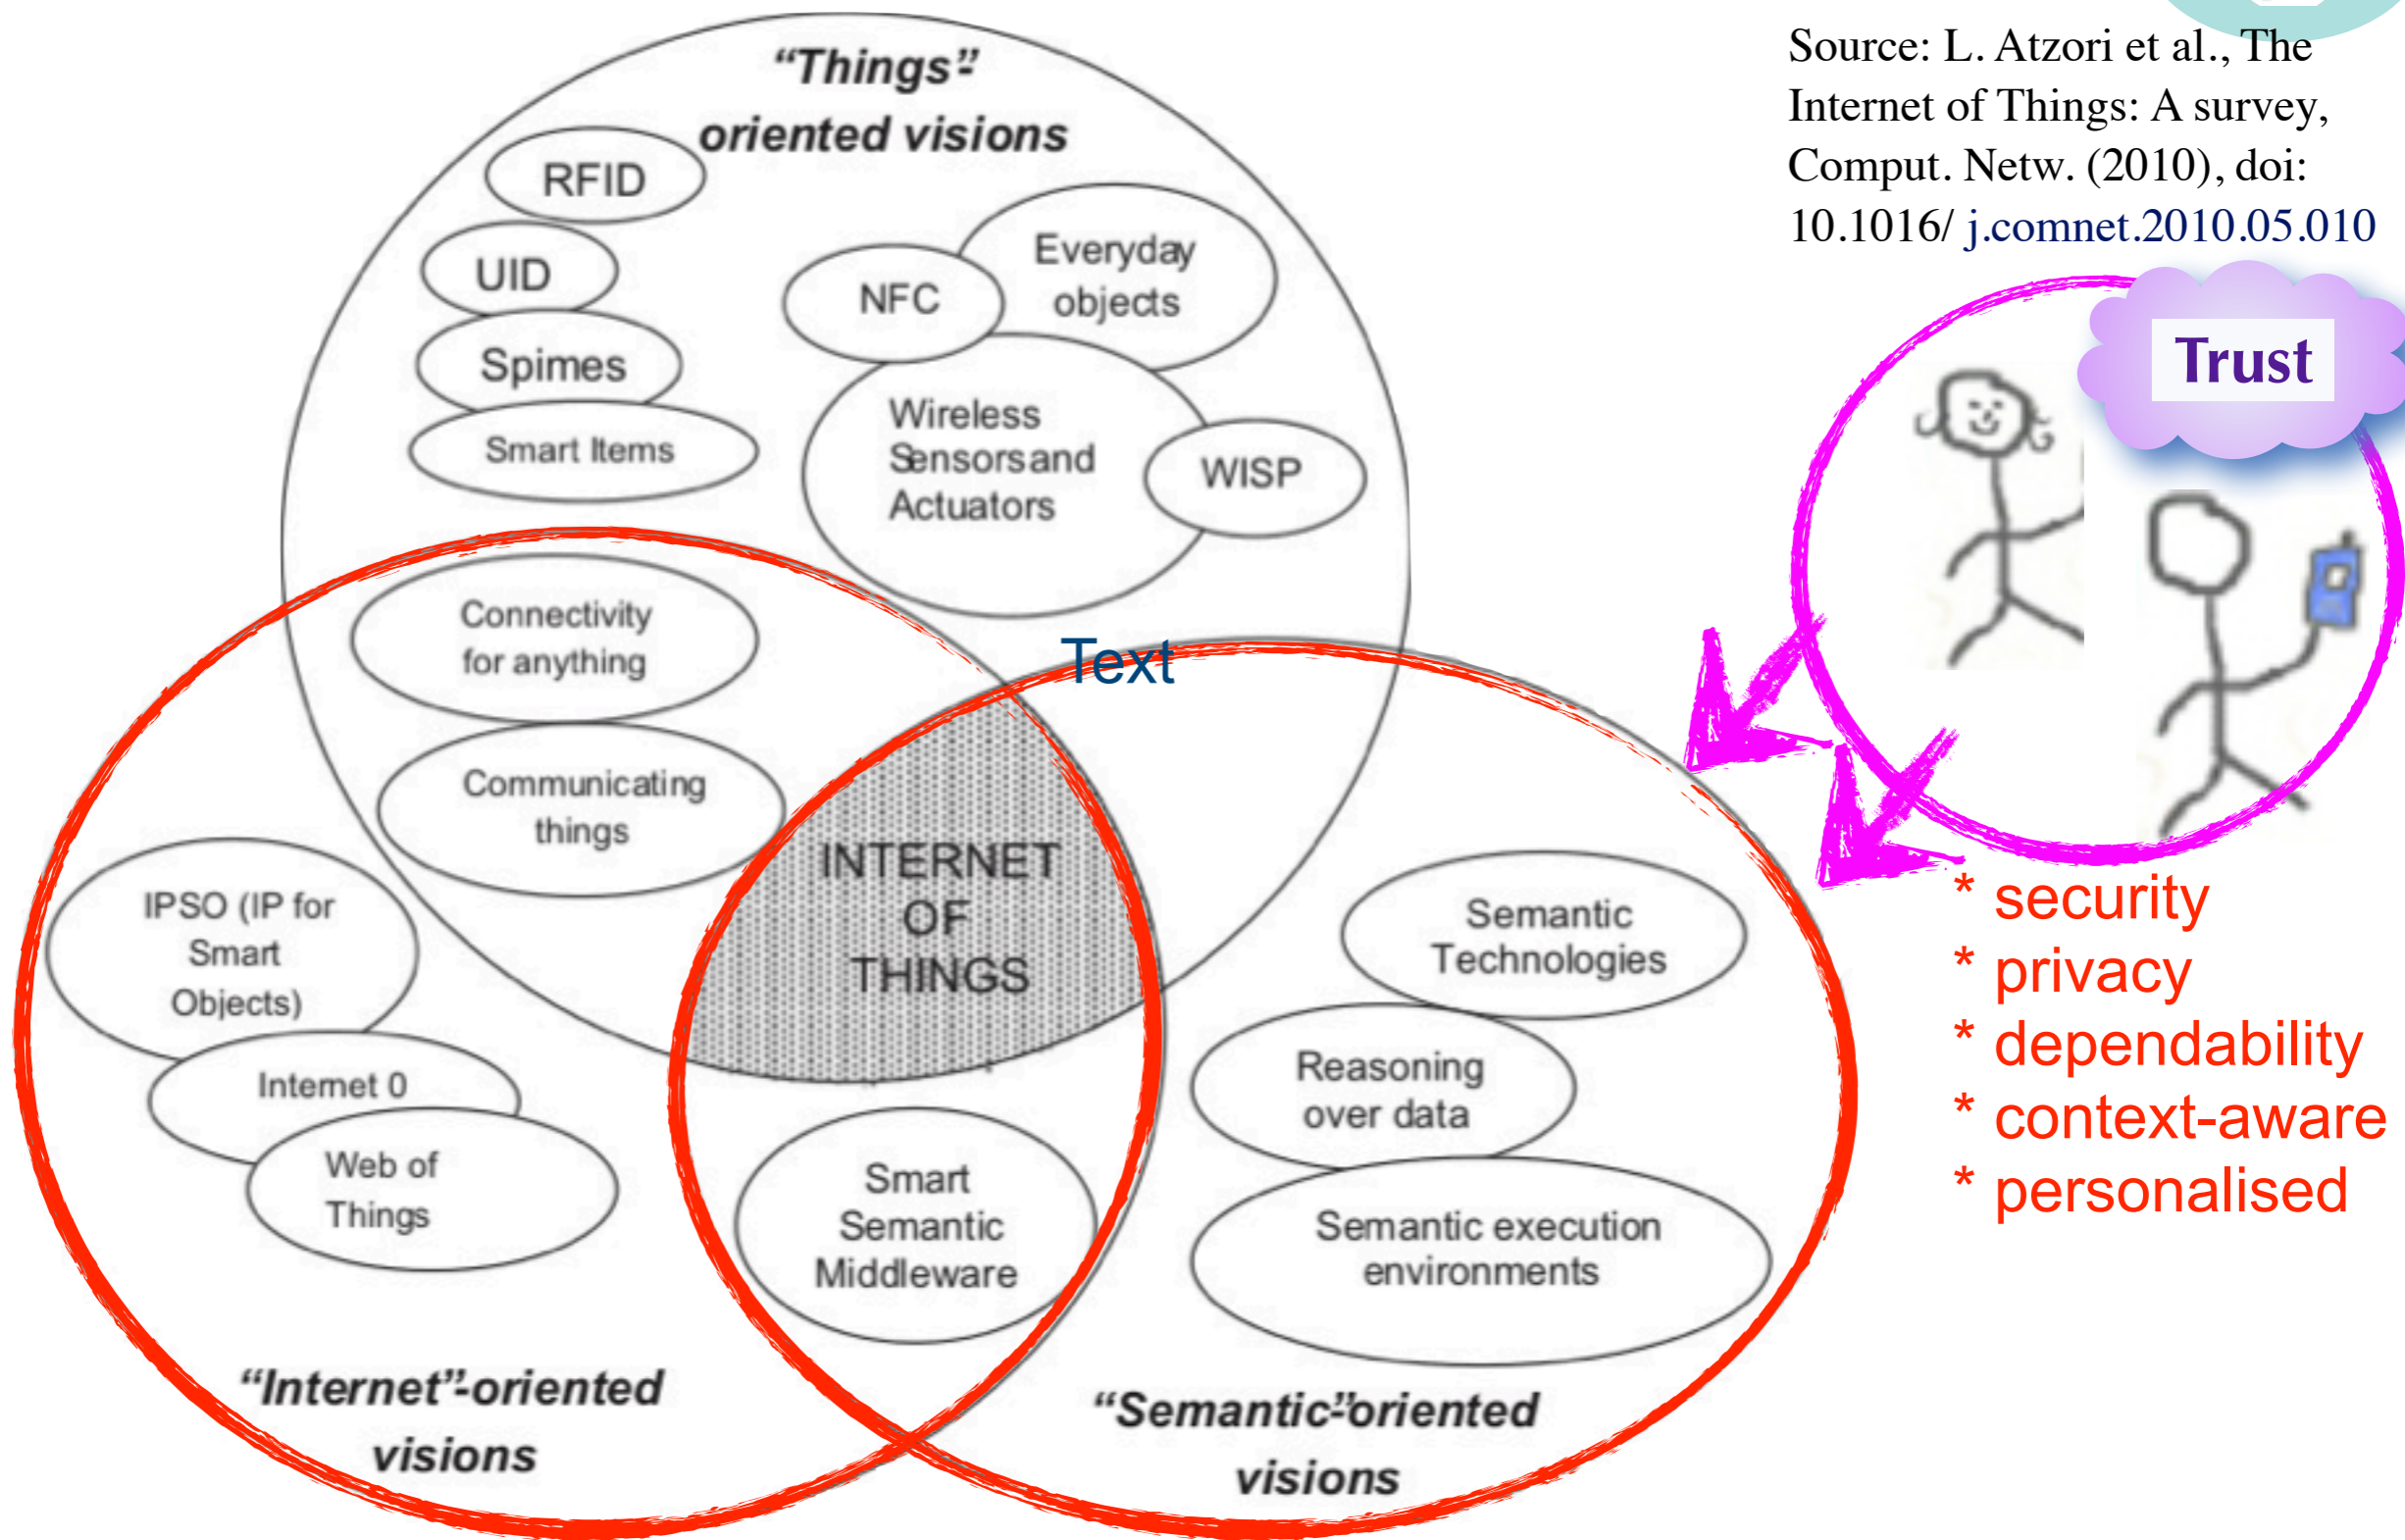 “Things”-
oriented visions
RFID
UID
Spimes
Smart Items
NFC
Everyday
objects
Wireless
Sensors and
Actuators
WISP
Connectivity
for anything
Communicating
things
Text
INTERNET
OF
THINGS
IPSO (IP for
Smart
Objects)
Internet 0
Web of
Things
Smart
Semantic
Middleware
Semantic
Technologies
Reasoning
over data
Semantic execution
environments
“Internet”-oriented
visions
“Semantic”-oriented
visions
Source: L. Atzori et al., The
Internet of Things: A survey,
Comput. Netw. (2010), doi:
10.1016/ j.comnet.2010.05.010
Trust
* security
* privacy
* dependability
* context-aware
* personalised